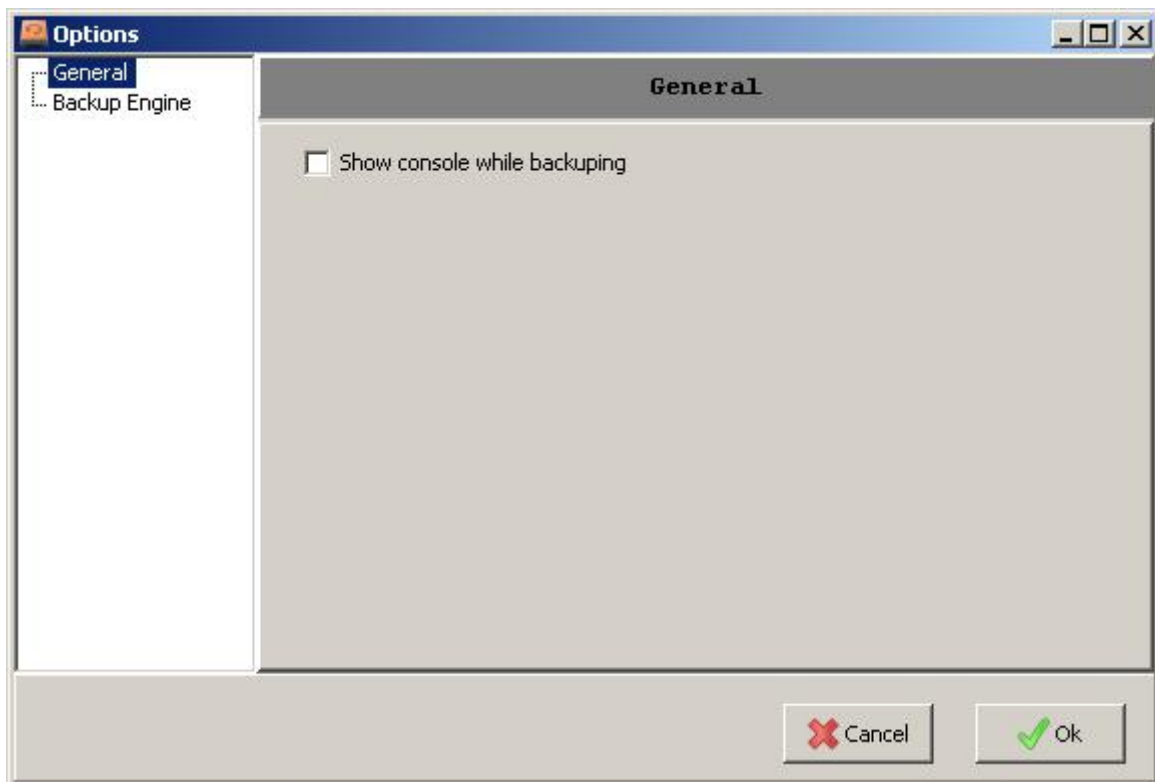 Options
General
Backup Engine
General
Show console while backuping
Cancel
Ok